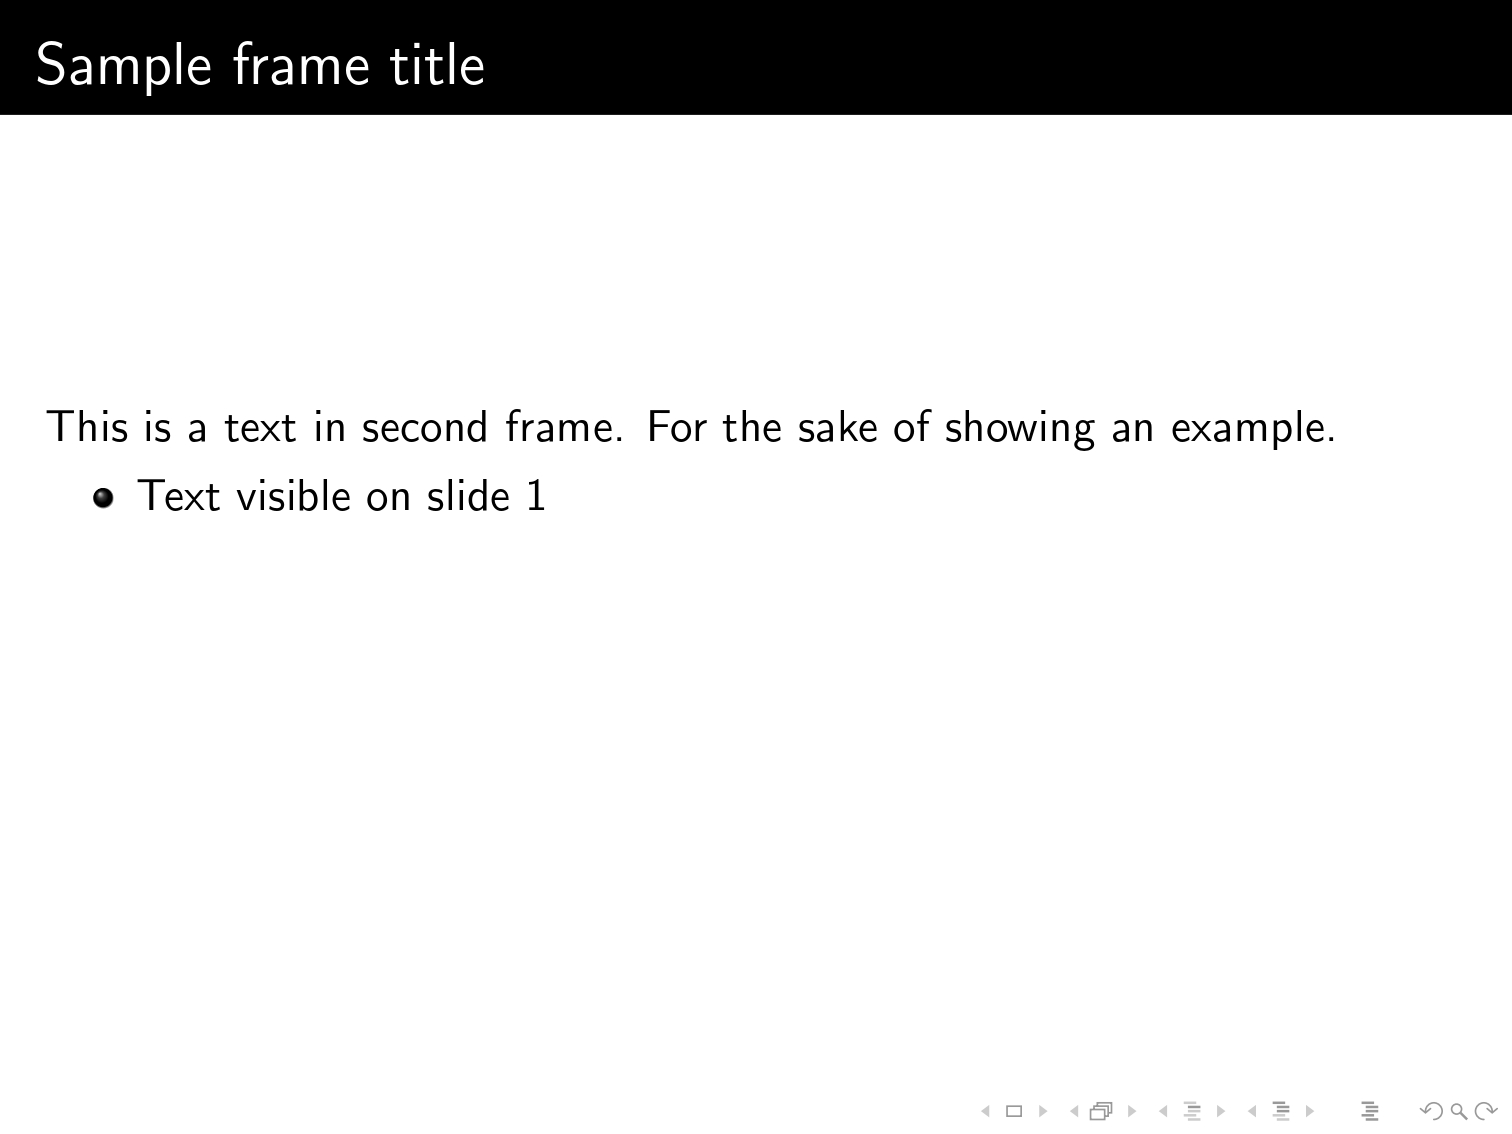 Sample frame title
This is a text in second frame. For the sake of showing an example.
Text visible on slide 1